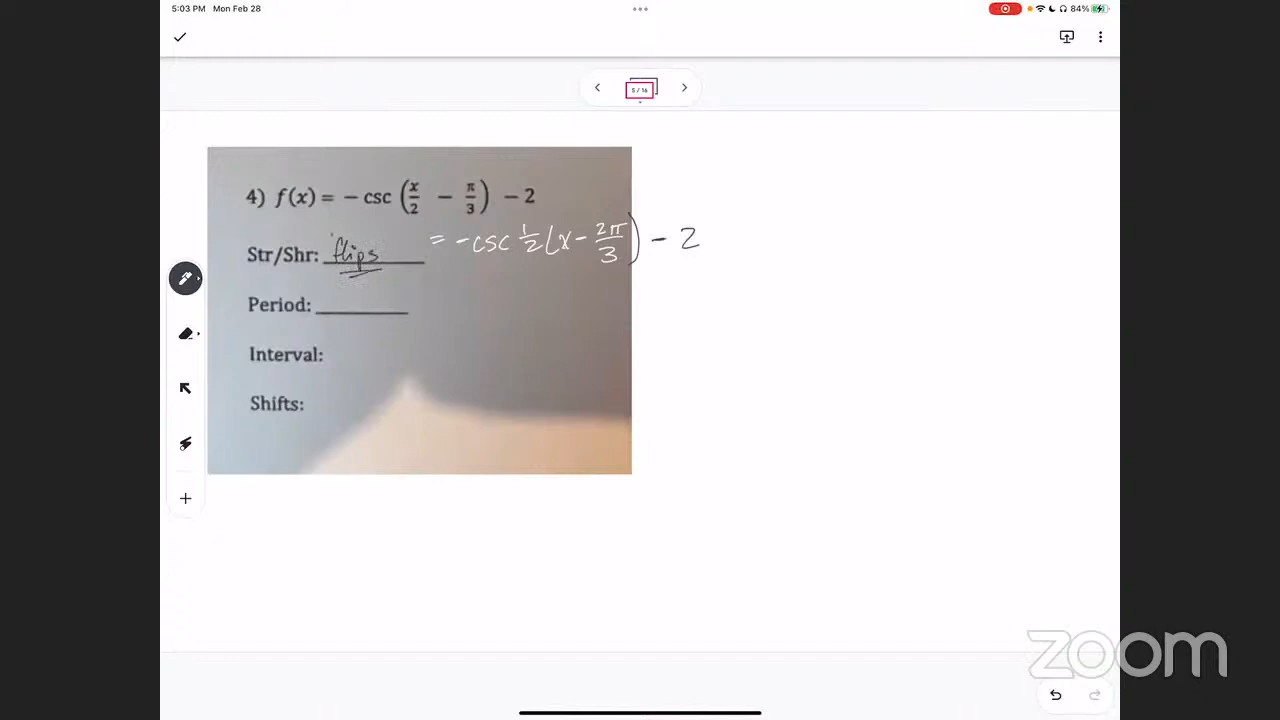 5:03 PM Mon Feb 28
84%
5 / 16
4) f(x) = − csc (x/2 − π/3) − 2
= -csc 1/2 (x - 2π/3) - 2
Str/Shr: flips
Period:
Interval:
Shifts:
zoom